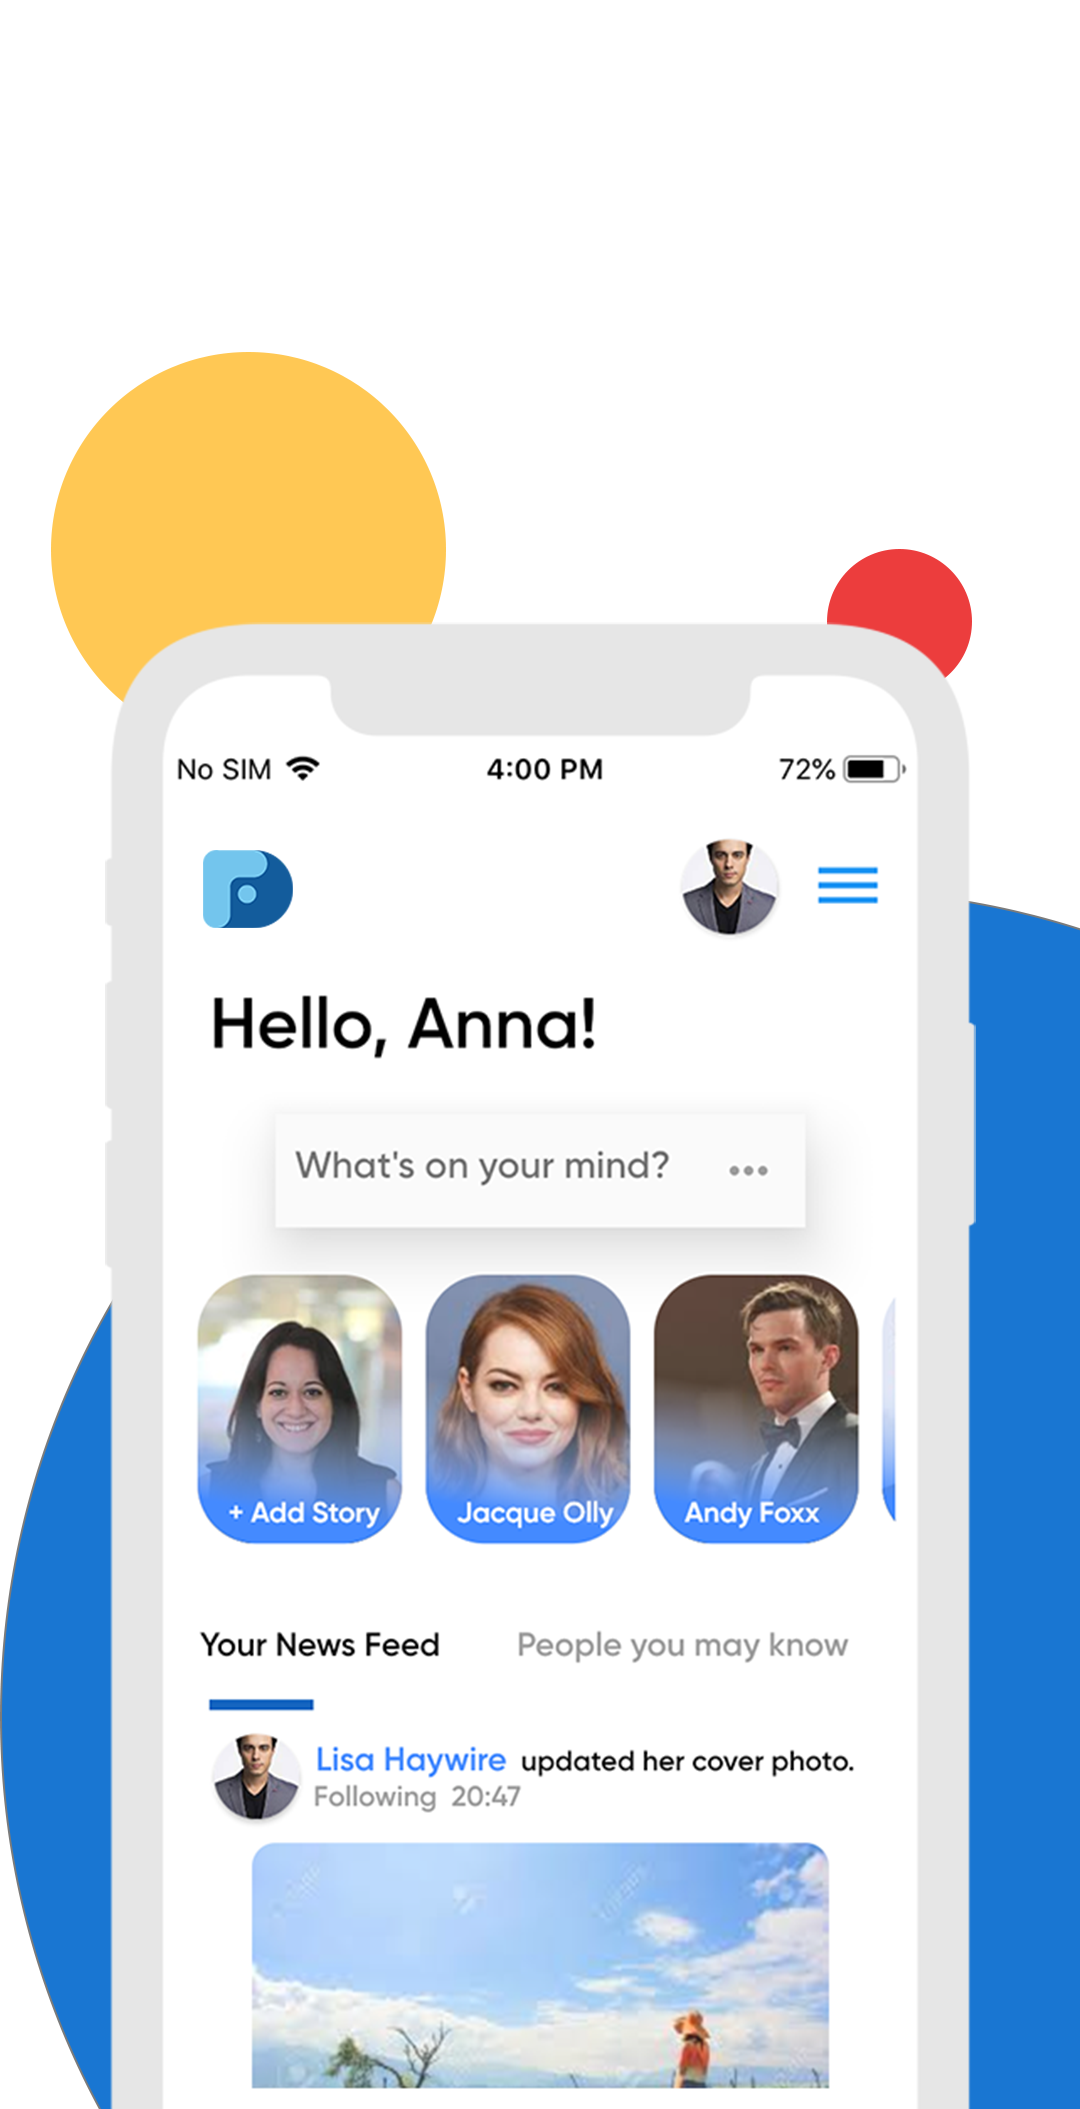 No SIM 4:00 PM 72%
Hello, Anna!
What's on your mind?
+ Add Story Jacque Olly Andy Foxx
Your News Feed People you may know
Lisa Haywire updated her cover photo.
Following 20:47